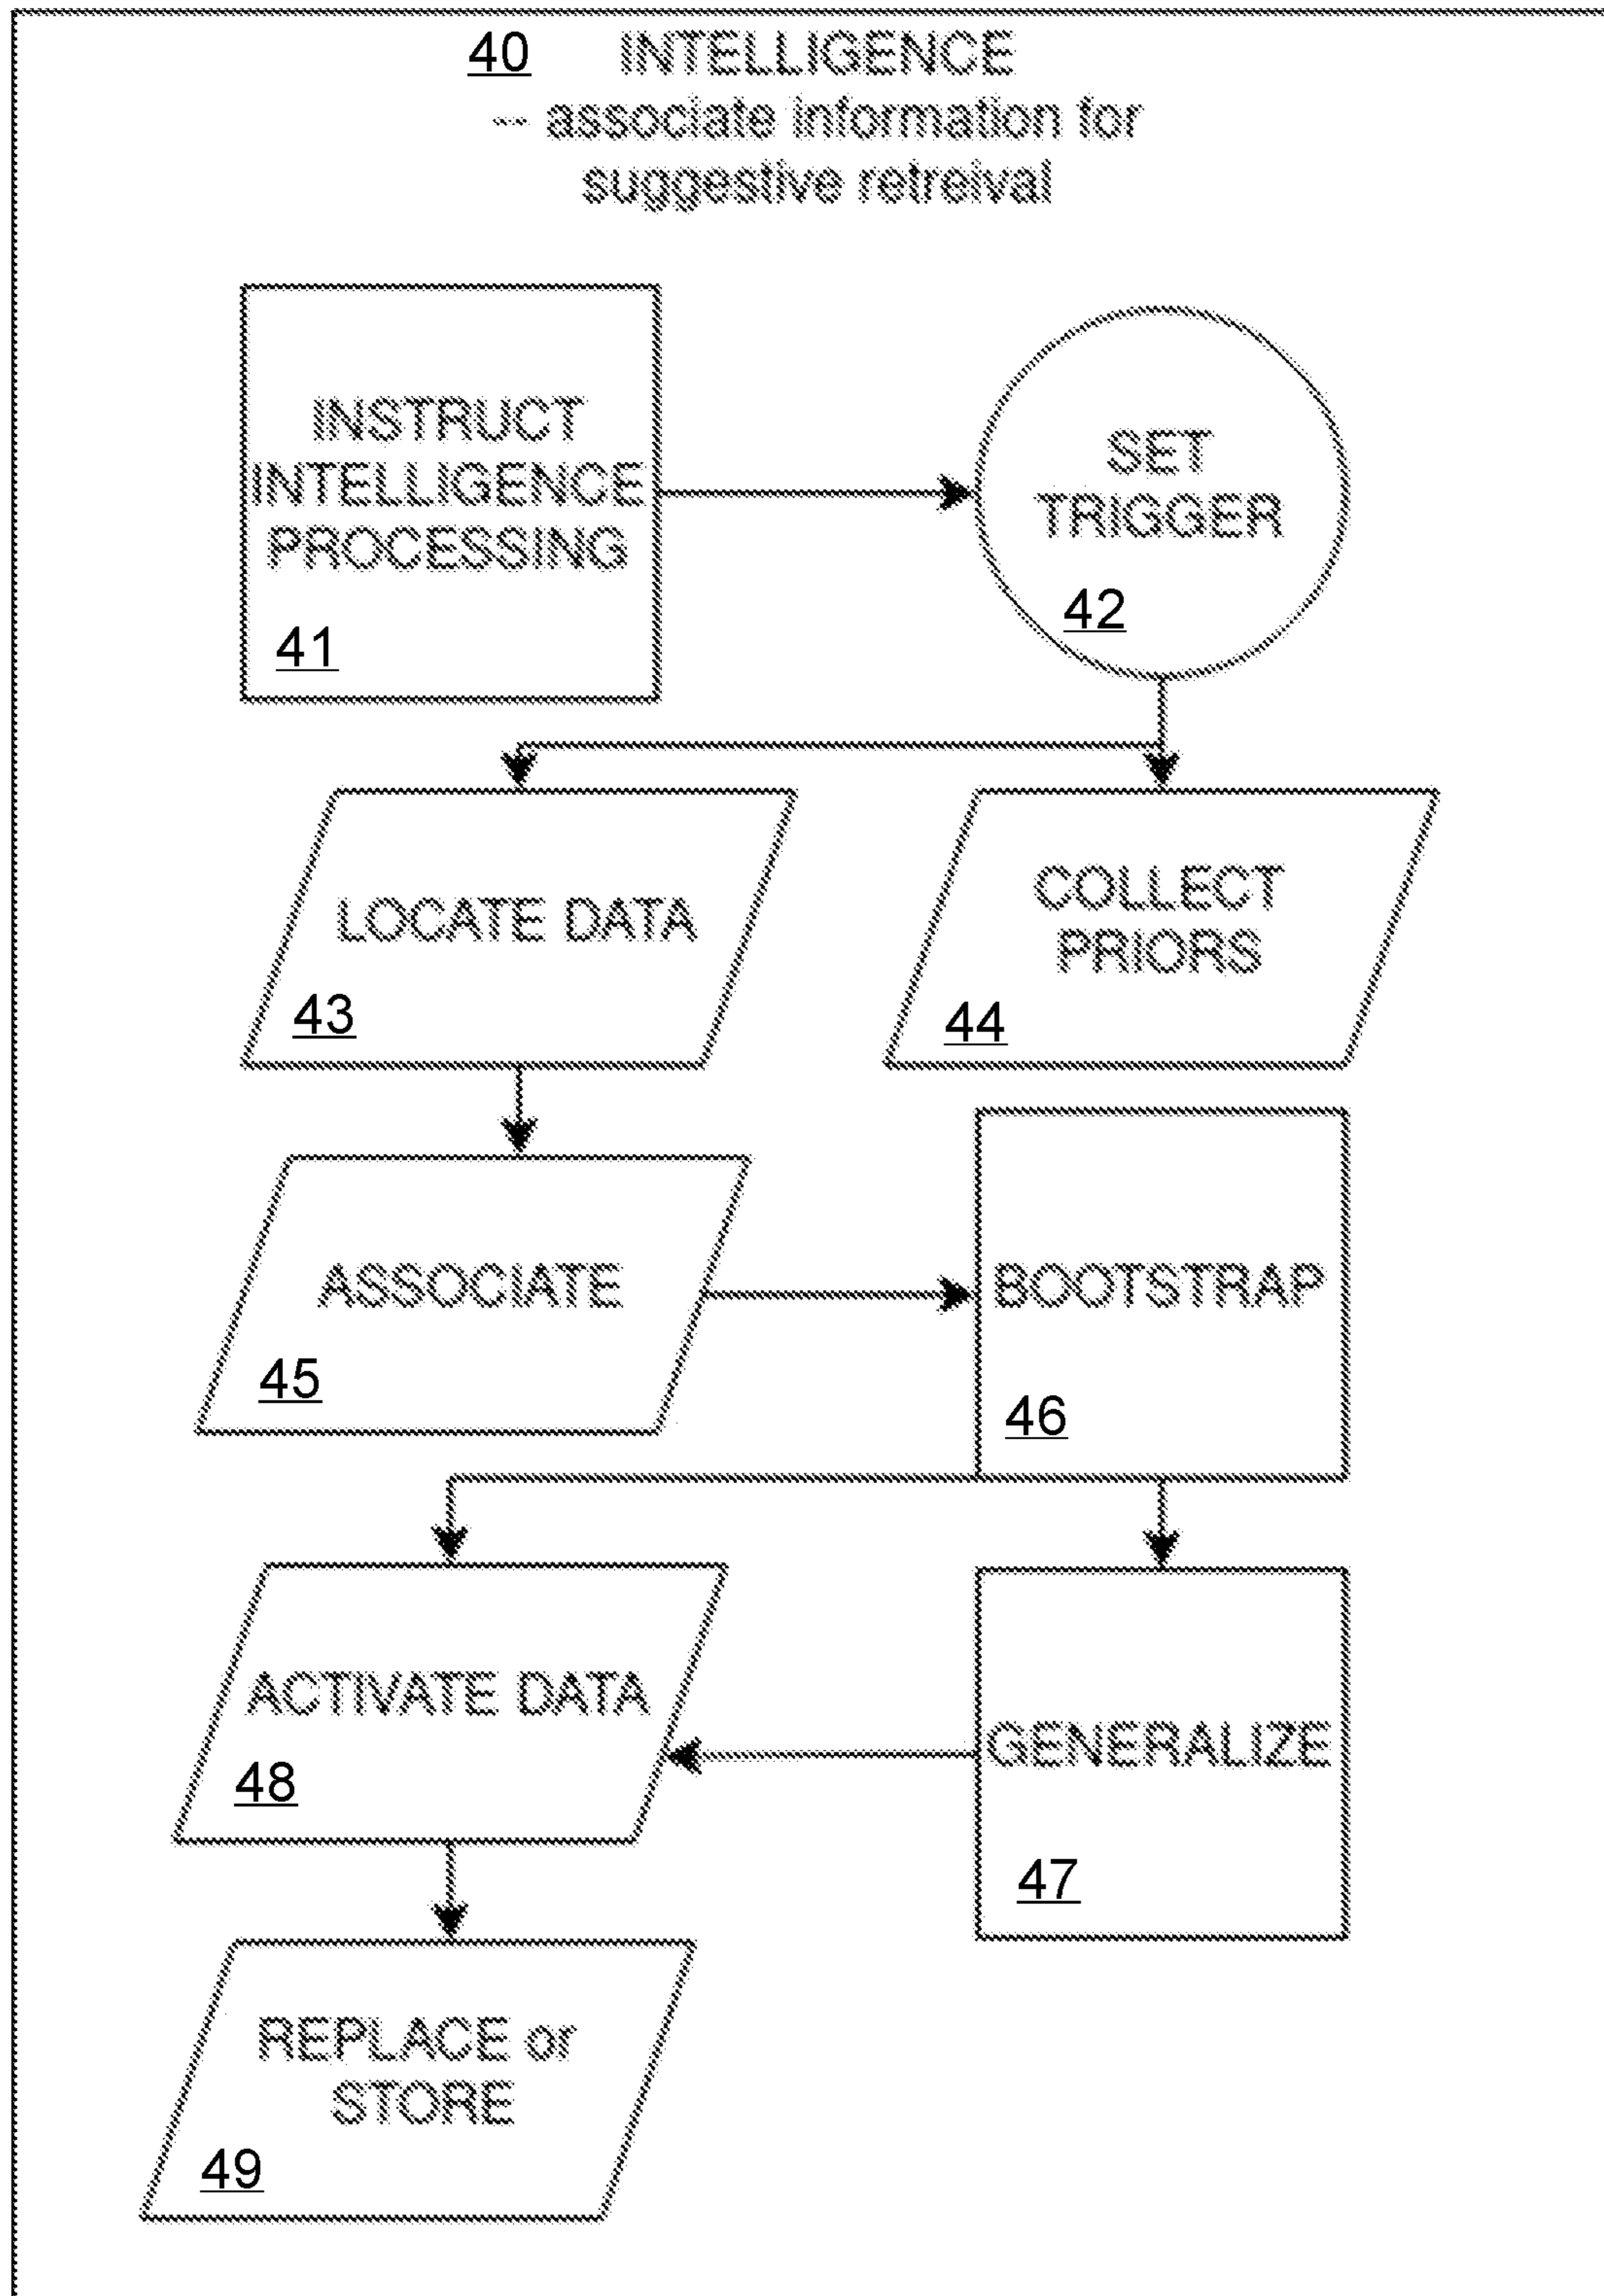 40 INTELLIGENCE
-- associate information for
suggestive retreival
INSTRUCT
INTELLIGENCE
PROCESSING
41
SET
TRIGGER
42
LOCATE DATA
43
COLLECT
PRIORS
44
ASSOCIATE
45
BOOTSTRAP
46
ACTIVATE DATA
48
GENERALIZE
47
REPLACE or
STORE
49